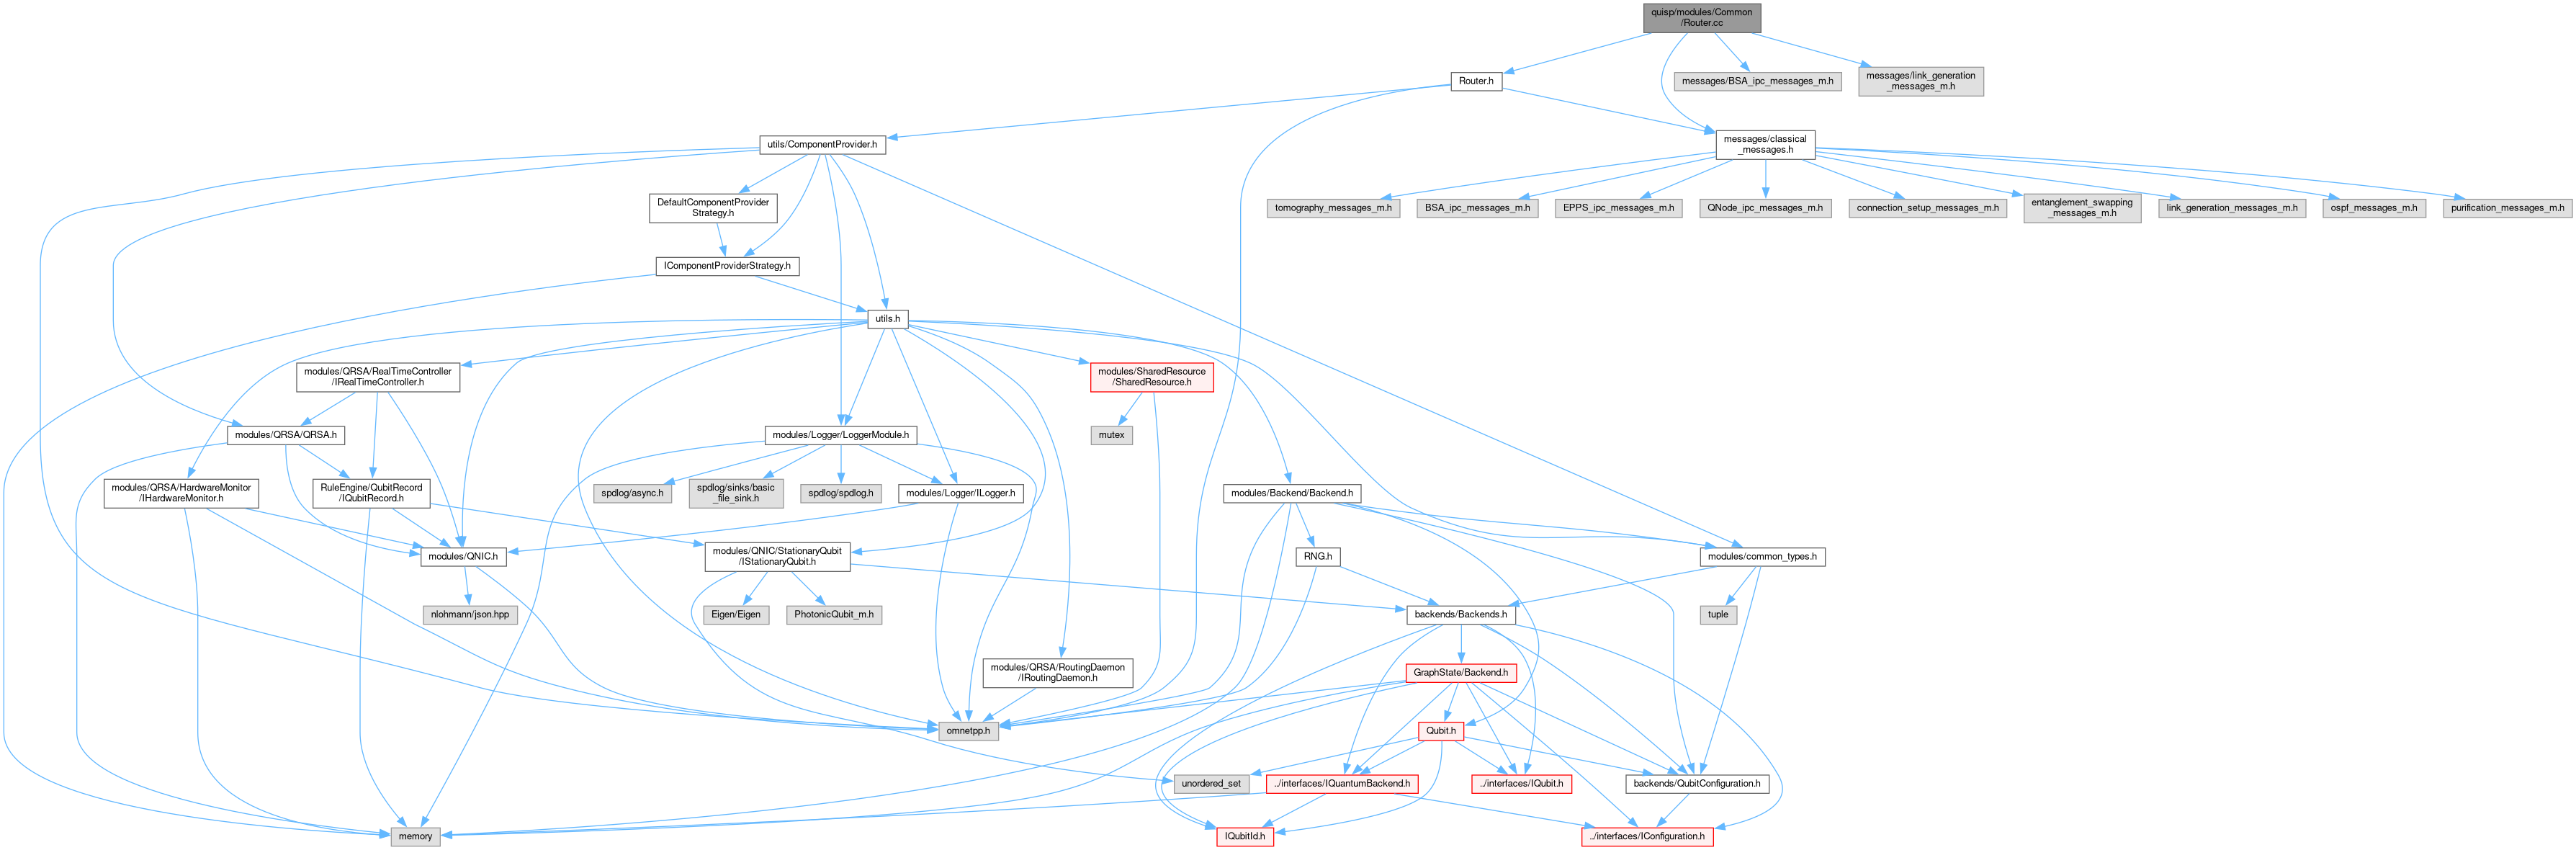 quisp/modules/Common
/Router.cc
Router.h
messages/BSA_ipc_messages_m.h
messages/link_generation
_messages_m.h
utils/ComponentProvider.h
messages/classical
_messages.h
DefaultComponentProvider
Strategy.h
tomography_messages_m.h
BSA_ipc_messages_m.h
EPPS_ipc_messages_m.h
QNode_ipc_messages_m.h
connection_setup_messages_m.h
entanglement_swapping
_messages_m.h
link_generation_messages_m.h
ospf_messages_m.h
purification_messages_m.h
IComponentProviderStrategy.h
utils.h
modules/QRSA/RealTimeController
/IRealTimeController.h
modules/SharedResource
/SharedResource.h
modules/QRSA/QRSA.h
modules/Logger/LoggerModule.h
mutex
modules/QRSA/HardwareMonitor
/IHardwareMonitor.h
RuleEngine/QubitRecord
/IQubitRecord.h
spdlog/async.h
spdlog/sinks/basic
_file_sink.h
spdlog/spdlog.h
modules/Logger/ILogger.h
modules/Backend/Backend.h
modules/QNIC.h
modules/QNIC/StationaryQubit
/IStationaryQubit.h
RNG.h
modules/common_types.h
nlohmann/json.hpp
Eigen/Eigen
PhotonicQubit_m.h
backends/Backends.h
tuple
modules/QRSA/RoutingDaemon
/IRoutingDaemon.h
GraphState/Backend.h
omnetpp.h
Qubit.h
unordered_set
../interfaces/IQuantumBackend.h
../interfaces/IQubit.h
backends/QubitConfiguration.h
memory
IQubitId.h
../interfaces/IConfiguration.h